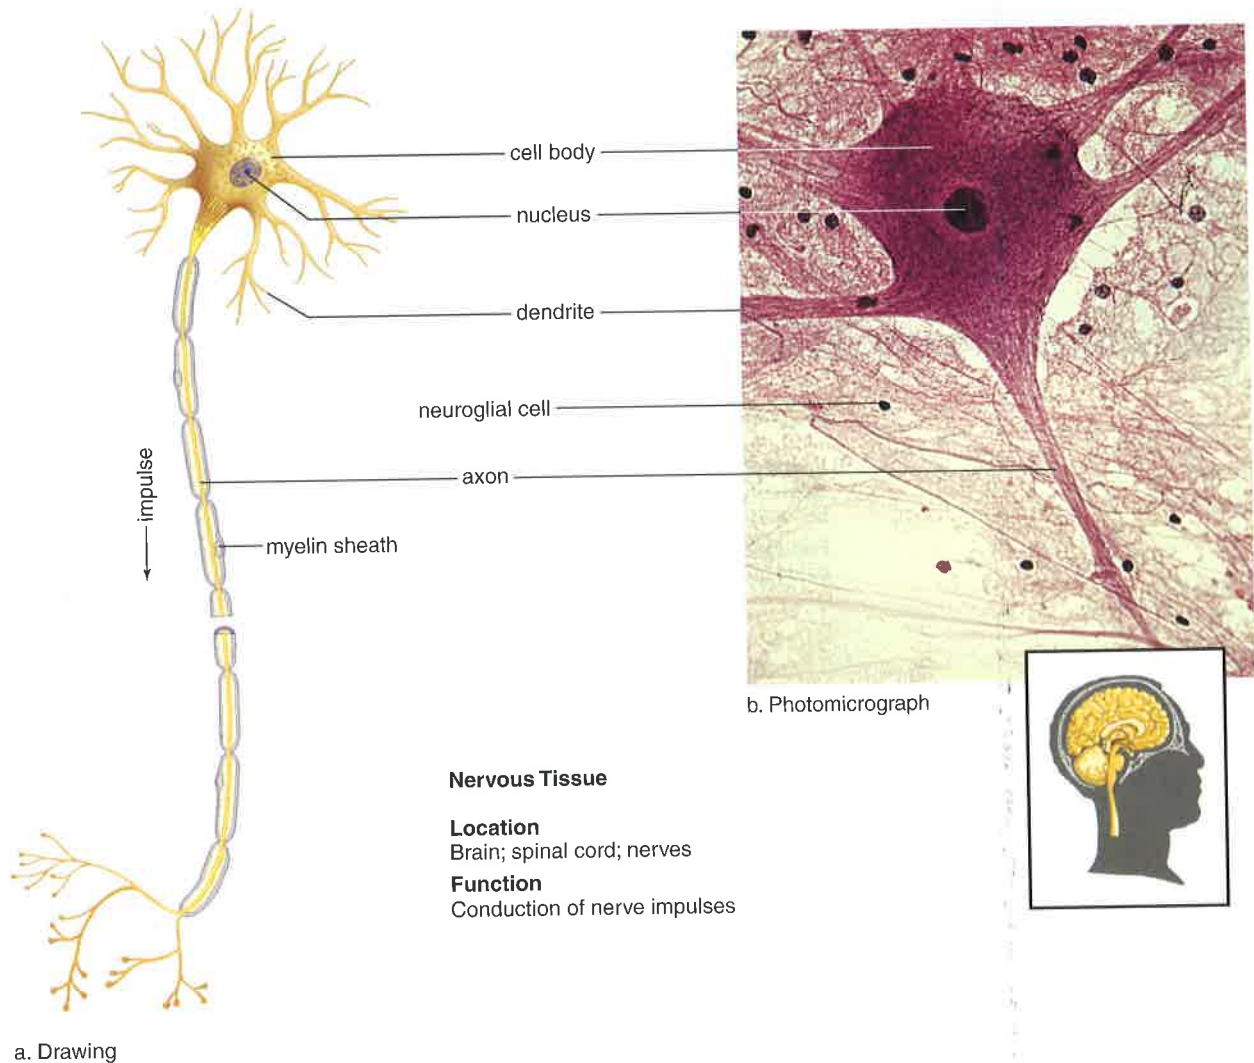 cell body
nucleus
dendrite
neuroglial cell
axon
impulse
myelin sheath
b. Photomicrograph
Nervous Tissue
Location
Brain; spinal cord; nerves
Function
Conduction of nerve impulses
a. Drawing